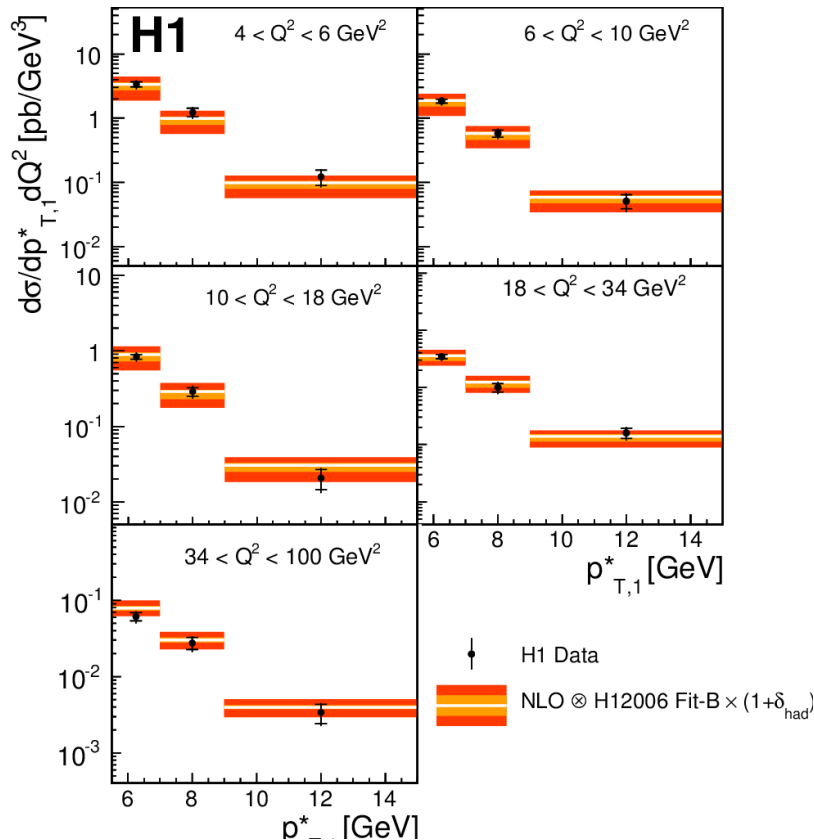 H1
4 < Q² < 6 GeV²
6 < Q² < 10 GeV²
dσ/dp*T,1 dQ² [pb/GeV³]
10
1
10⁻¹
10⁻²
10 < Q² < 18 GeV²
18 < Q² < 34 GeV²
1
10⁻¹
10⁻²
6 8 10 12 14
p*T,1 [GeV]
34 < Q² < 100 GeV²
10⁻¹
10⁻²
10⁻³
H1 Data
NLO ⊗ H12006 Fit-B × (1+δhad)
6 8 10 12 14
p* [GeV]